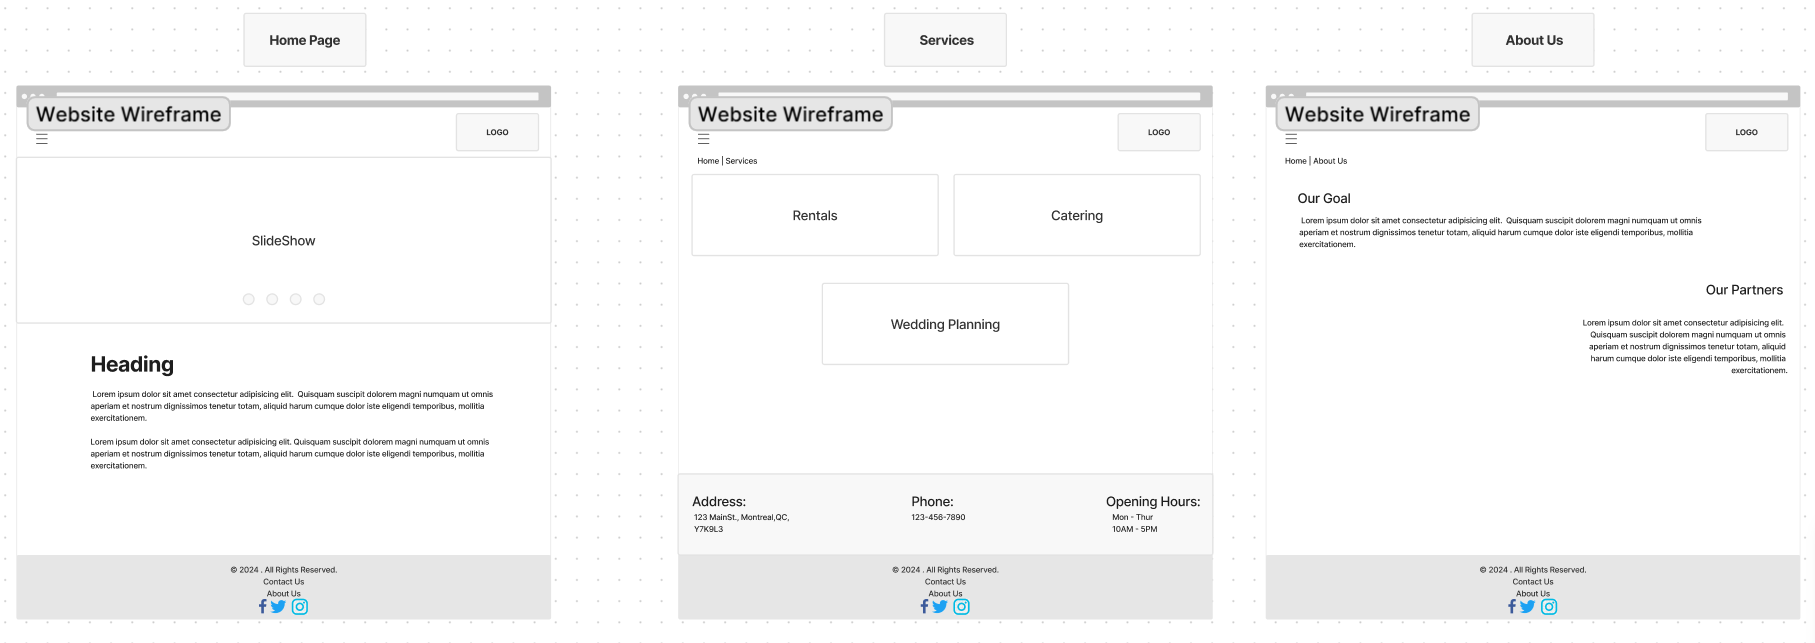 Home Page
Website Wireframe
LOGO
SlideShow
Heading
Lorem ipsum dolor sit amet consectetur adipisicing elit.  Quisquam suscipit dolorem magni numquam ut omnis
aperiam et nostrum dignissimos tenetur totam, aliquid harum cumque dolor iste eligendi temporibus, mollitia
exercitationem.
Lorem ipsum dolor sit amet consectetur adipisicing elit. Quisquam suscipit dolorem magni numquam ut omnis
aperiam et nostrum dignissimos tenetur totam, aliquid harum cumque dolor iste eligendi temporibus, mollitia
exercitationem.
© 2024 . All Rights Reserved.
Contact Us
About Us
Services
Website Wireframe
LOGO
Home | Services
Rentals
Catering
Wedding Planning
Address:
123 MainSt., Montreal,QC,
Y7K9L3
Phone:
123-456-7890
Opening Hours:
Mon - Thur
10AM - 5PM
© 2024 . All Rights Reserved.
Contact Us
About Us
About Us
Website Wireframe
LOGO
Home | About Us
Our Goal
Lorem ipsum dolor sit amet consectetur adipisicing elit.  Quisquam suscipit dolorem magni numquam ut omnis
aperiam et nostrum dignissimos tenetur totam, aliquid harum cumque dolor iste eligendi temporibus, mollitia
exercitationem.
Our Partners
Lorem ipsum dolor sit amet consectetur adipisicing elit.
Quisquam suscipit dolorem magni numquam ut omnis
aperiam et nostrum dignissimos tenetur totam, aliquid
harum cumque dolor iste eligendi temporibus, mollitia
exercitationem.
© 2024 . All Rights Reserved.
Contact Us
About Us